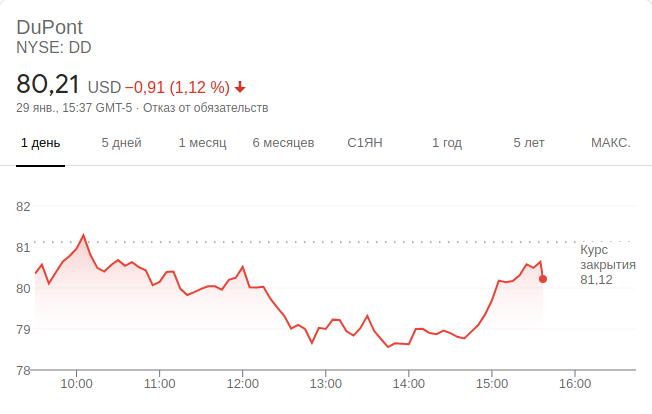 DuPont
NYSE: DD
80,21 USD −0,91 (1,12 %)
29 янв., 15:37 GMT-5 · Отказ от обязательств
1 день 5 дней 1 месяц 6 месяцев С1ЯН 1 год 5 лет МАКС.
82
81
80
79
78
Курс
закрытия
81,12
10:00 11:00 12:00 13:00 14:00 15:00 16:00